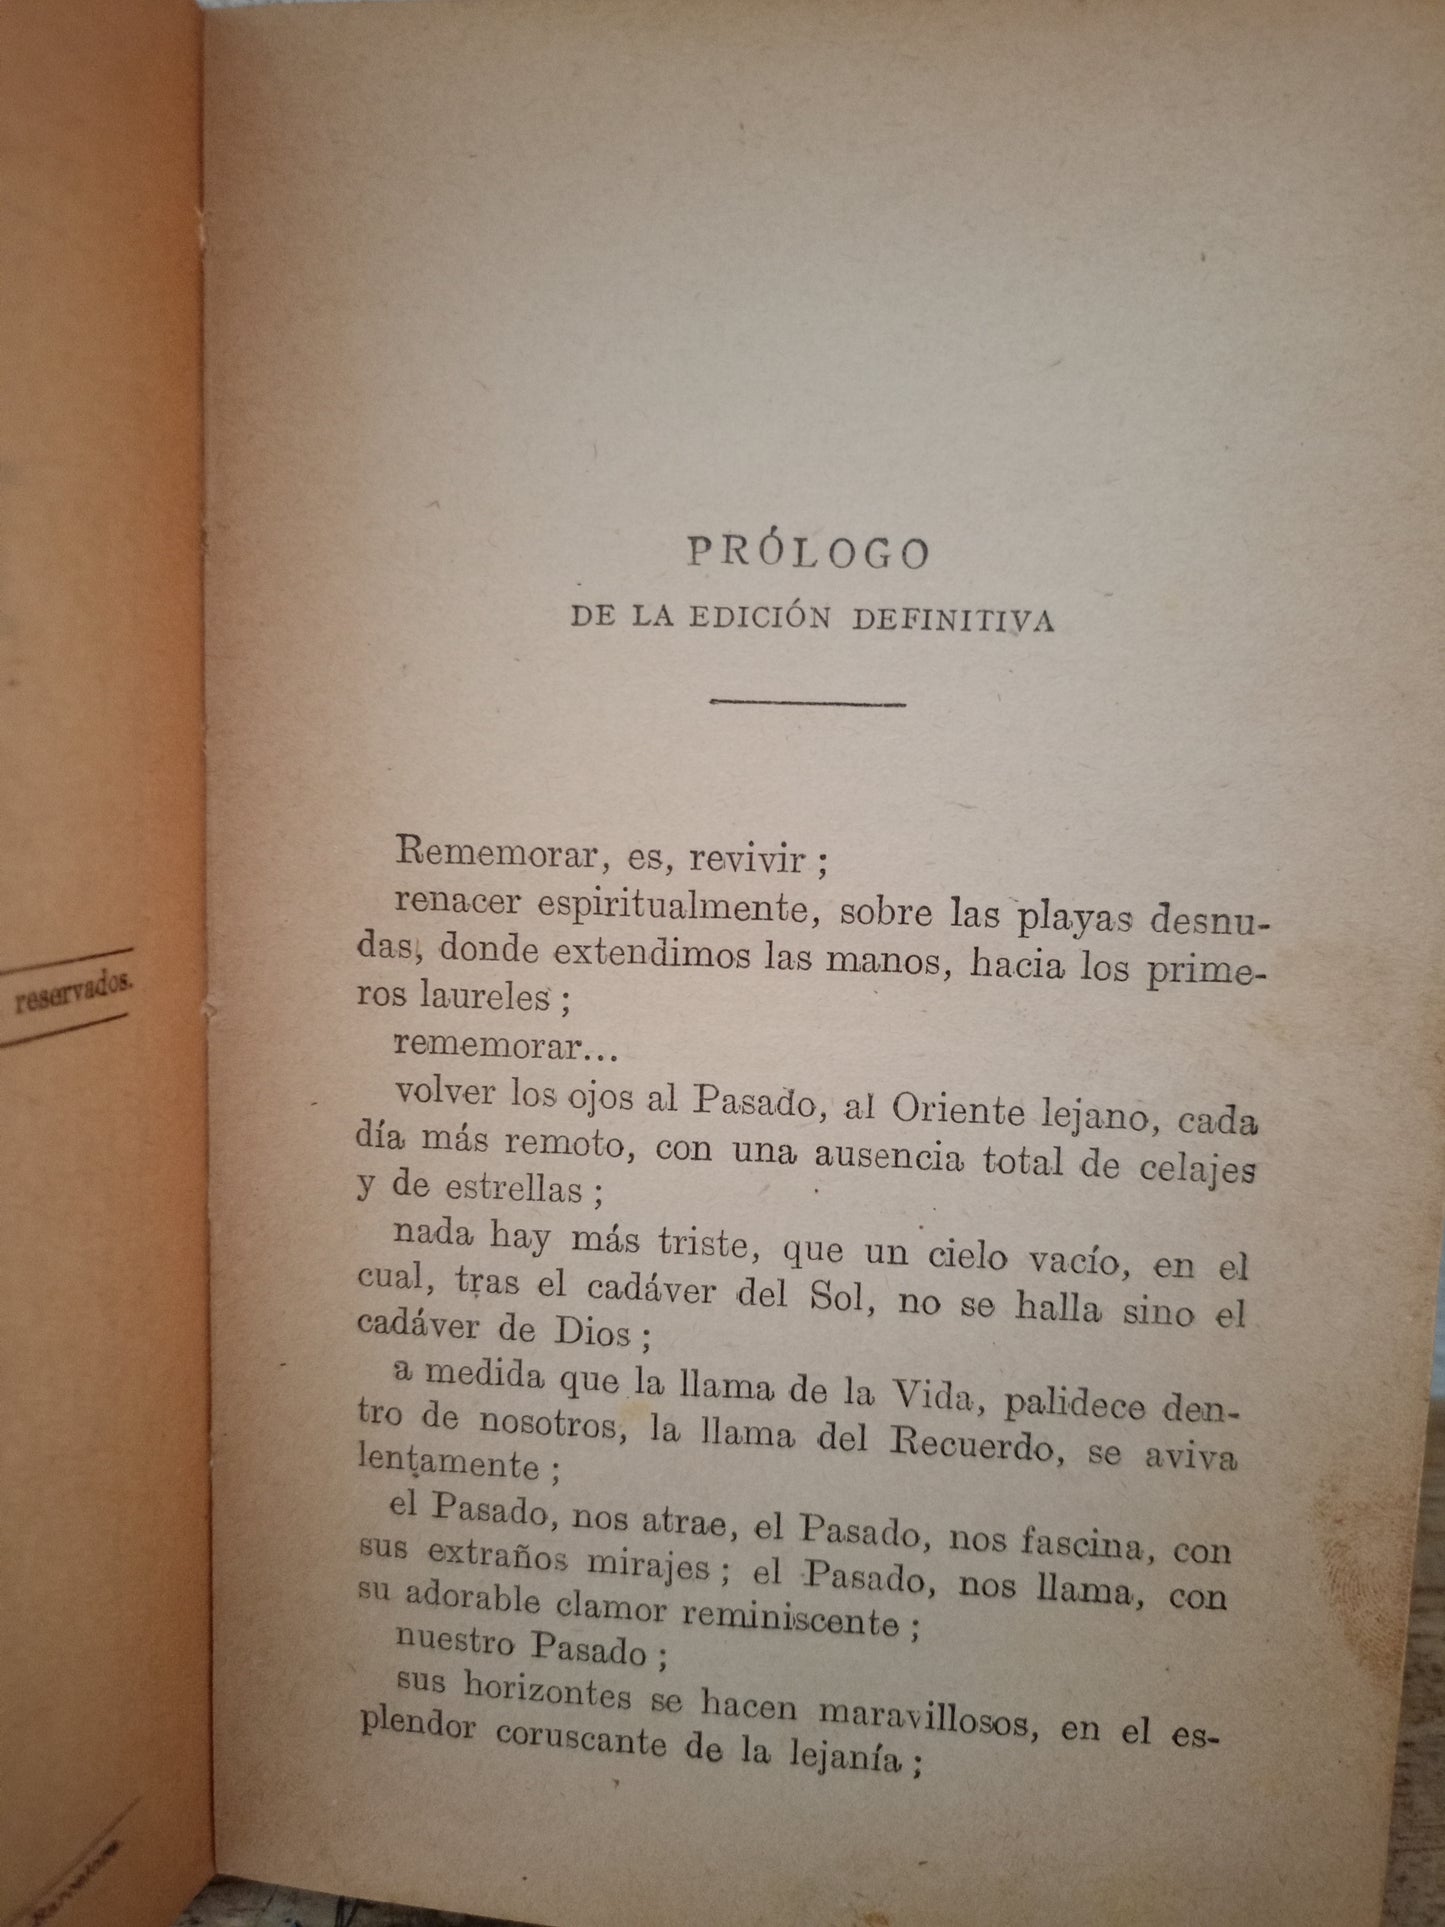 reservados.
PRÓLOGO
DE LA EDICIÓN DEFINITIVA
Rememorar, es, revivir ;
renacer espiritualmente, sobre las playas desnu-
das, donde extendimos las manos, hacia los prime-
ros laureles ;
rememorar...
volver los ojos al Pasado, al Oriente lejano, cada
día más remoto, con una ausencia total de celajes
y de estrellas ;
nada hay más triste, que un cielo vacío, en el
cual, tras el cadáver del Sol, no se halla sino el
cadáver de Dios ;
a medida que la llama de la Vida, palidece den-
tro de nosotros, la llama del Recuerdo, se aviva
lentamente ;
el Pasado, nos atrae, el Pasado, nos fascina, con
sus extraños mirajes ; el Pasado, nos llama, con
su adorable clamor reminiscente ;
nuestro Pasado ;
sus horizontes se hacen maravillosos, en el es-
plendor coruscante de la lejanía ;